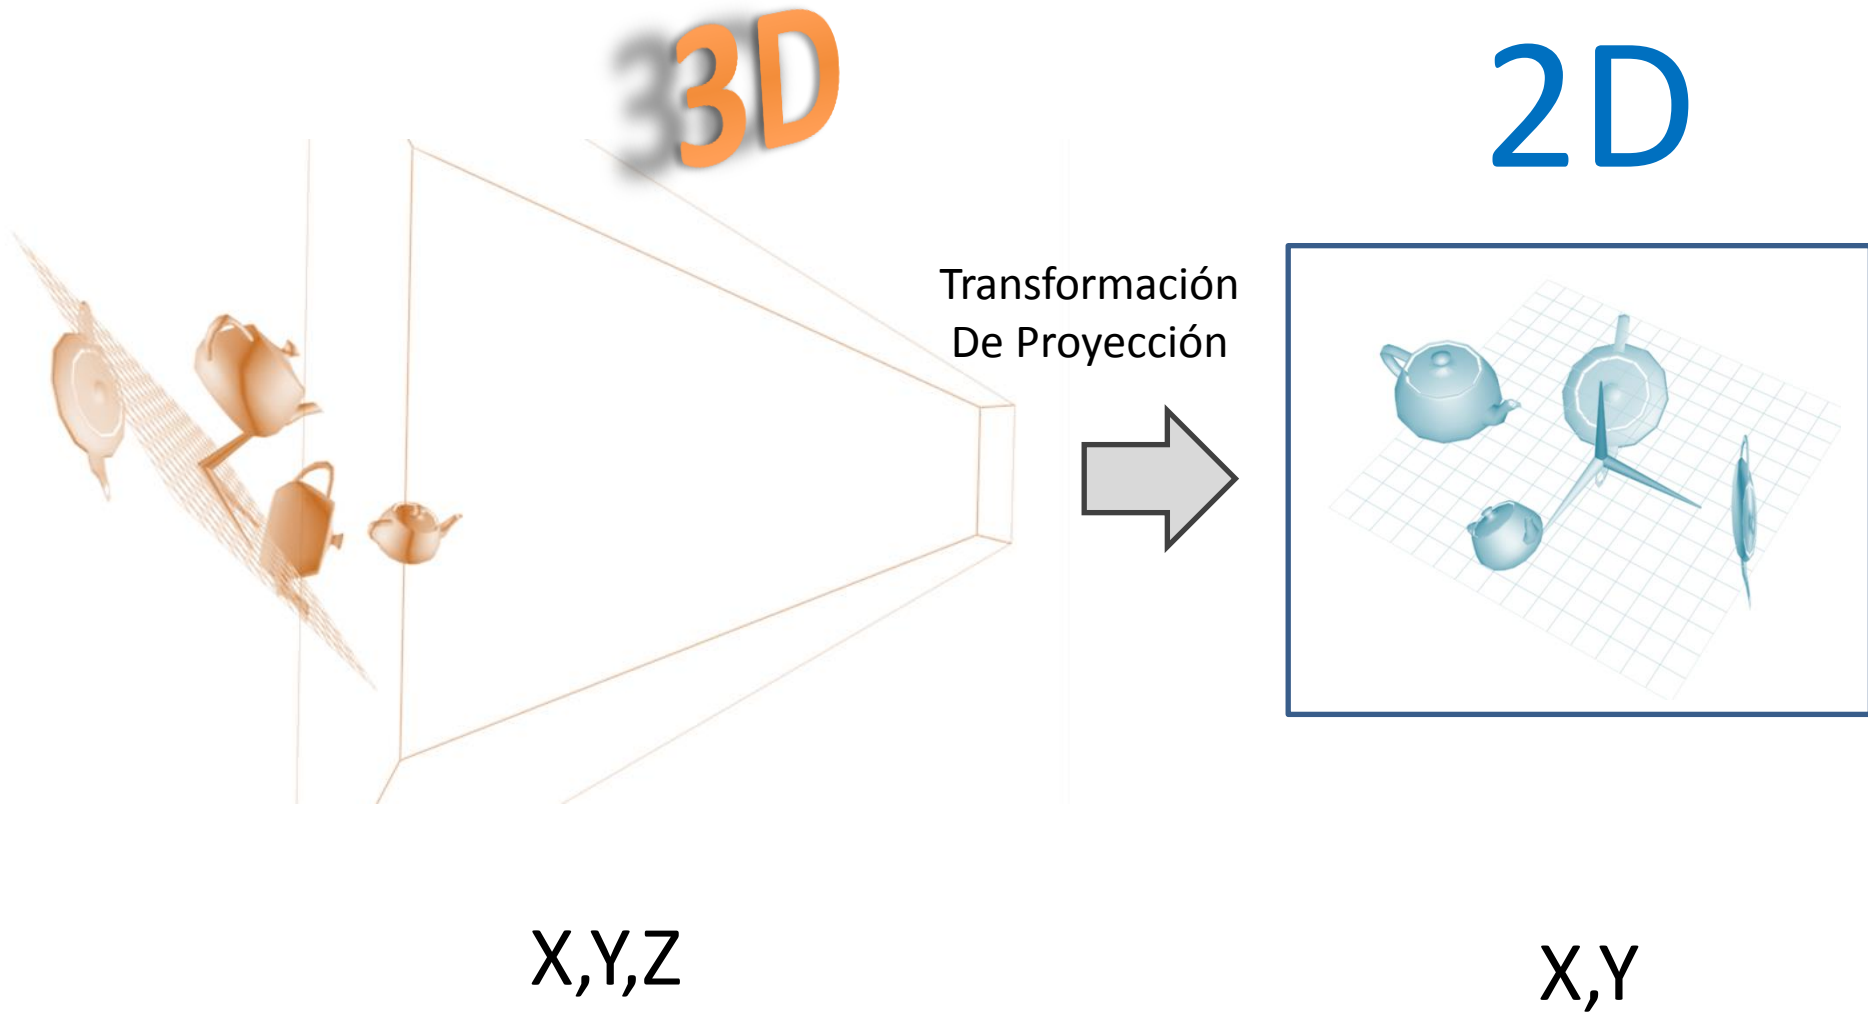 3D
2D
Transformación
De Proyección
X,Y,Z
X,Y